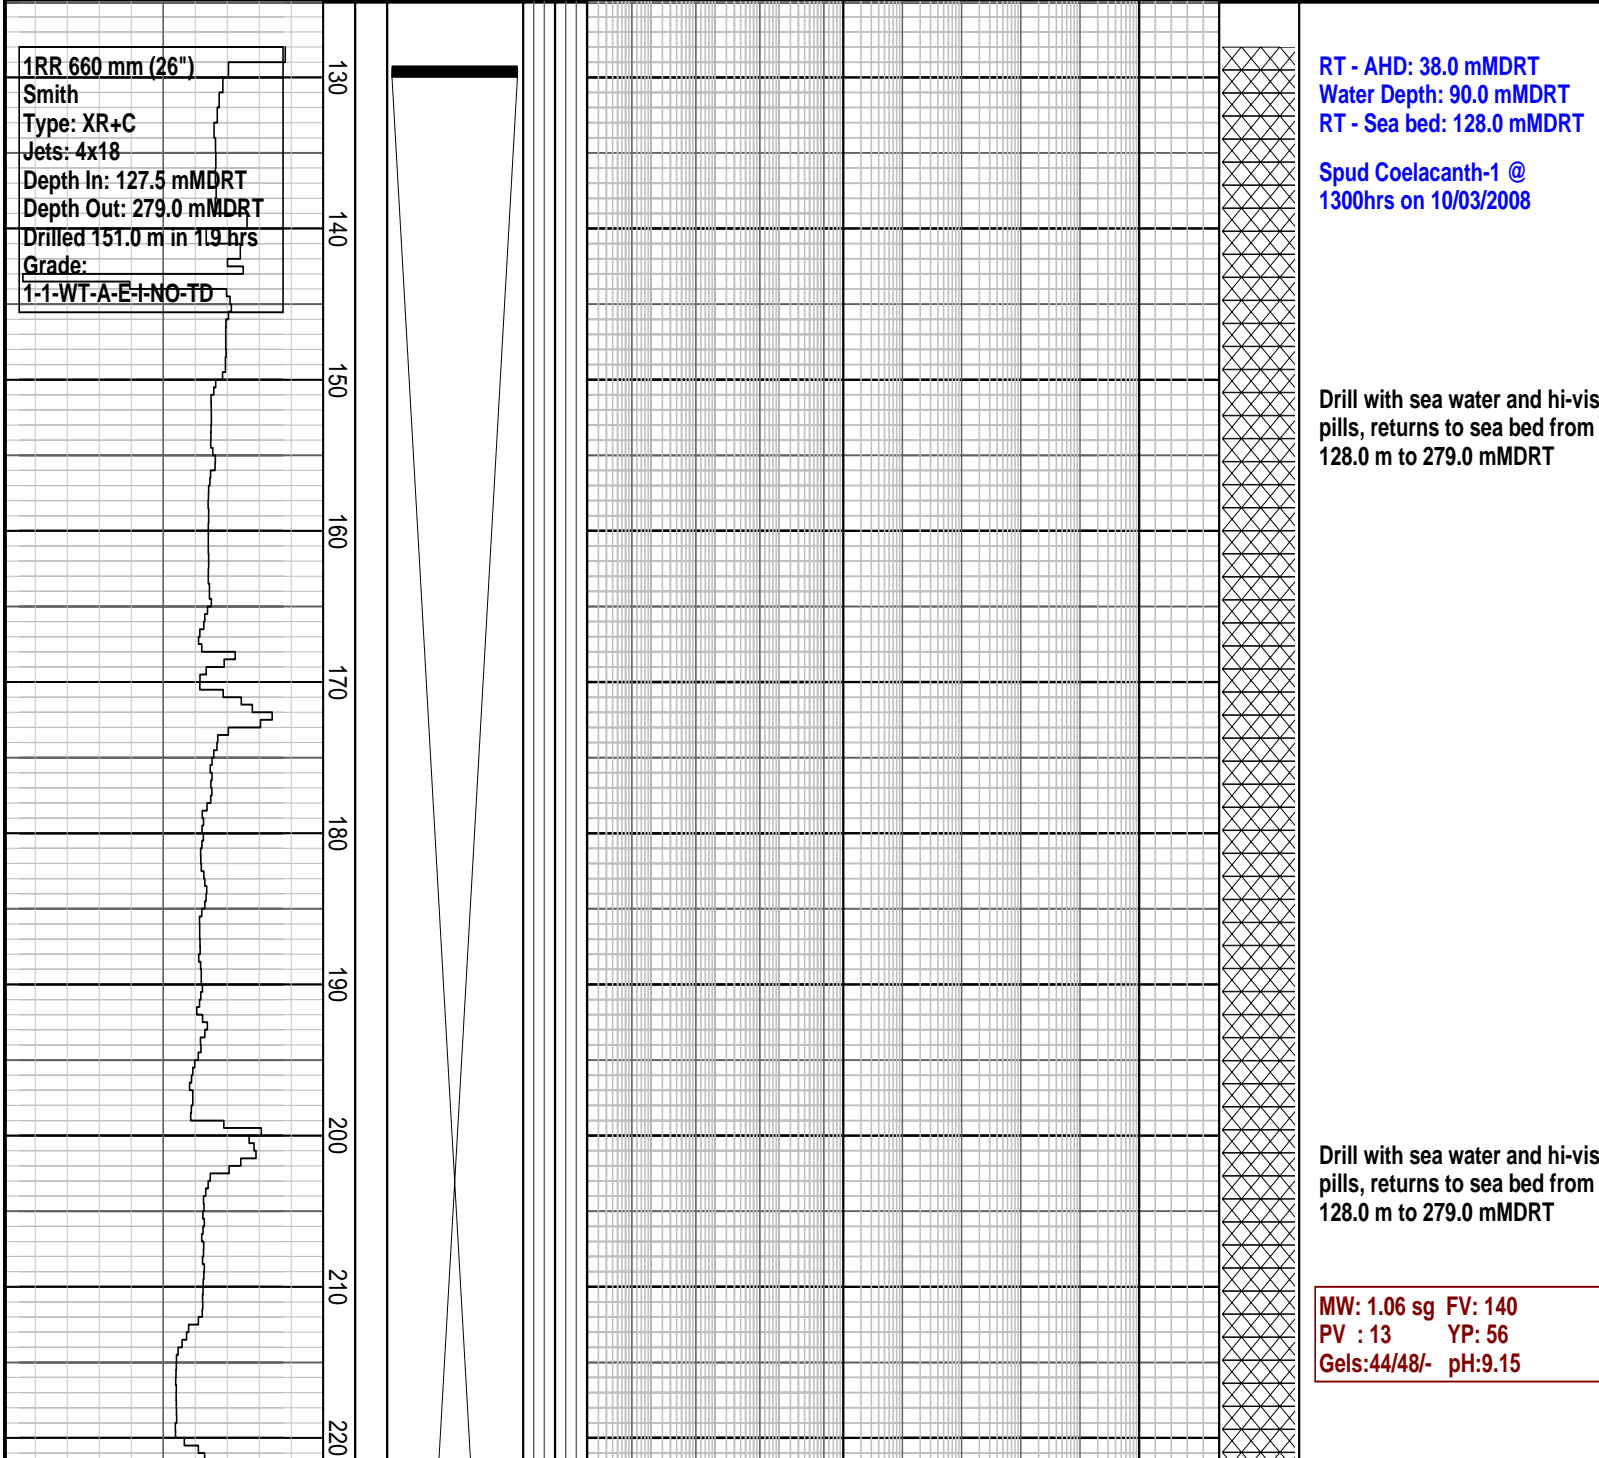 1RR 660 mm (26")
Smith
Type: XR+C
Jets: 4x18
Depth In: 127.5 mMDRT
Depth Out: 279.0 mMDRT
Drilled 151.0 m in 1.9 hrs
Grade:
1-1-WT-A-E-I-NO-TD
130
140
150
160
170
180
190
200
210
220
RT - AHD: 38.0 mMDRT
Water Depth: 90.0 mMDRT
RT - Sea bed: 128.0 mMDRT
Spud Coelacanth-1 @
1300hrs on 10/03/2008
Drill with sea water and hi-vis
pills, returns to sea bed from
128.0 m to 279.0 mMDRT
Drill with sea water and hi-vis
pills, returns to sea bed from
128.0 m to 279.0 mMDRT
MW: 1.06 sg FV: 140
PV : 13 YP: 56
Gels:44/48/- pH:9.15